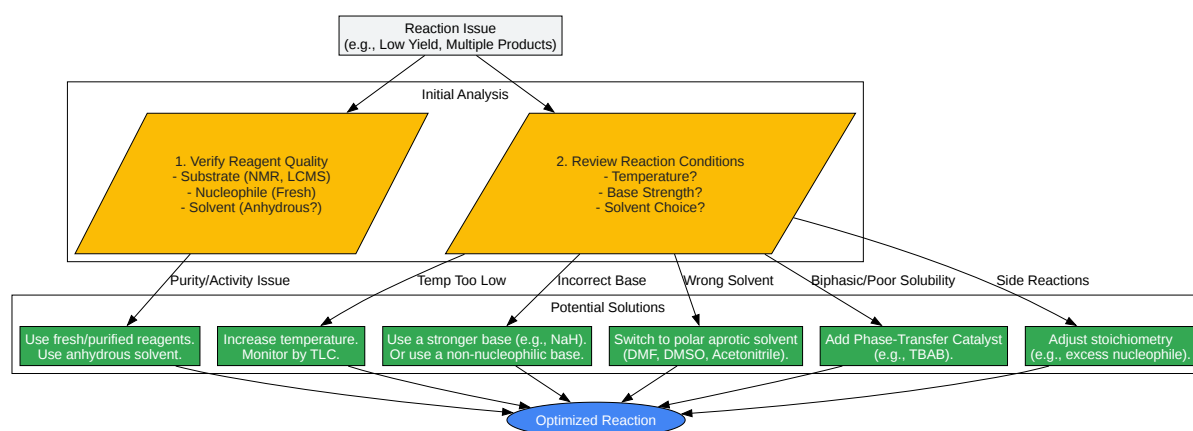 Reaction Issue
(e.g., Low Yield, Multiple Products)
Initial Analysis
1. Verify Reagent Quality
- Substrate (NMR, LCMS)
- Nucleophile (Fresh)
- Solvent (Anhydrous?)
2. Review Reaction Conditions
- Temperature?
- Base Strength?
- Solvent Choice?
Purity/Activity Issue
Temp Too Low
Incorrect Base
Wrong Solvent
Biphasic/Poor Solubility
Side Reactions
Potential Solutions
Use fresh/purified reagents.
Use anhydrous solvent.
Increase temperature.
Monitor by TLC.
Use a stronger base (e.g., NaH).
Or use a non-nucleophilic base.
Switch to polar aprotic solvent
(DMF, DMSO, Acetonitrile).
Add Phase-Transfer Catalyst
(e.g., TBAB).
Adjust stoichiometry
(e.g., excess nucleophile).
Optimized Reaction